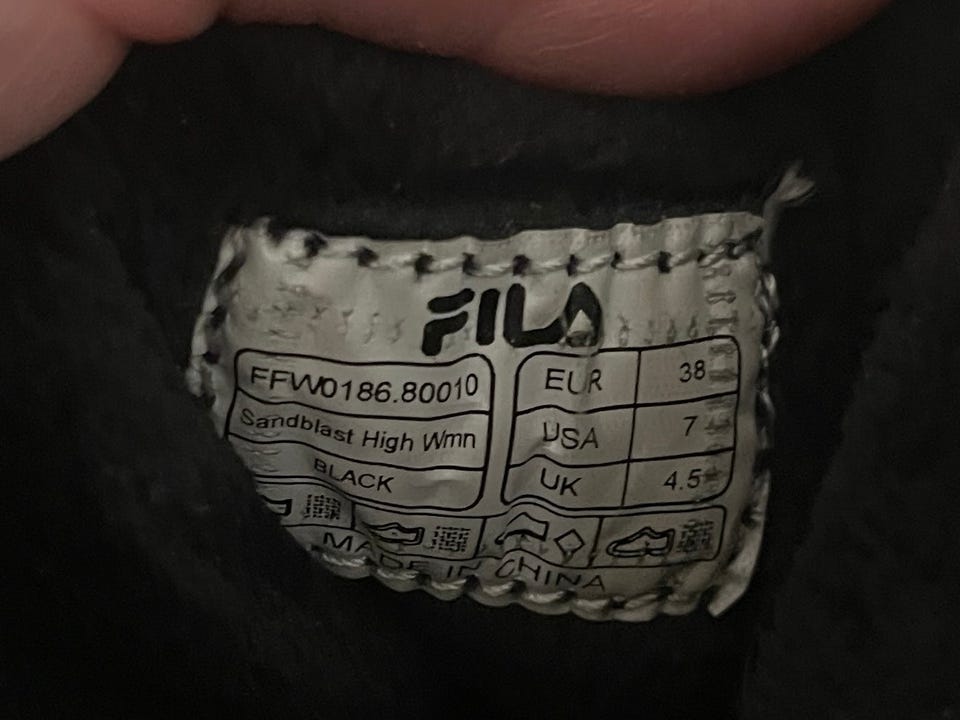 FILA
FFW0186.80010
Sandblast High Wmn
BLACK
EUR 38
USA 7
UK 4.5
MADE IN CHINA